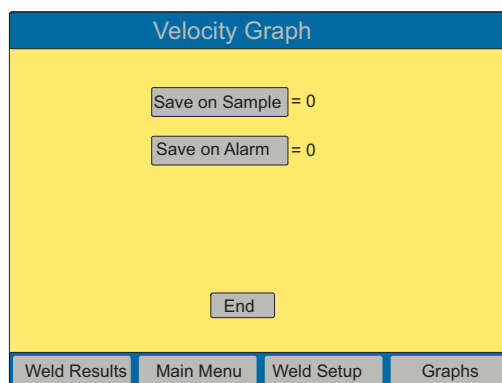 Velocity Graph
Save on Sample = 0
Save on Alarm = 0
End
Weld Results Main Menu Weld Setup Graphs